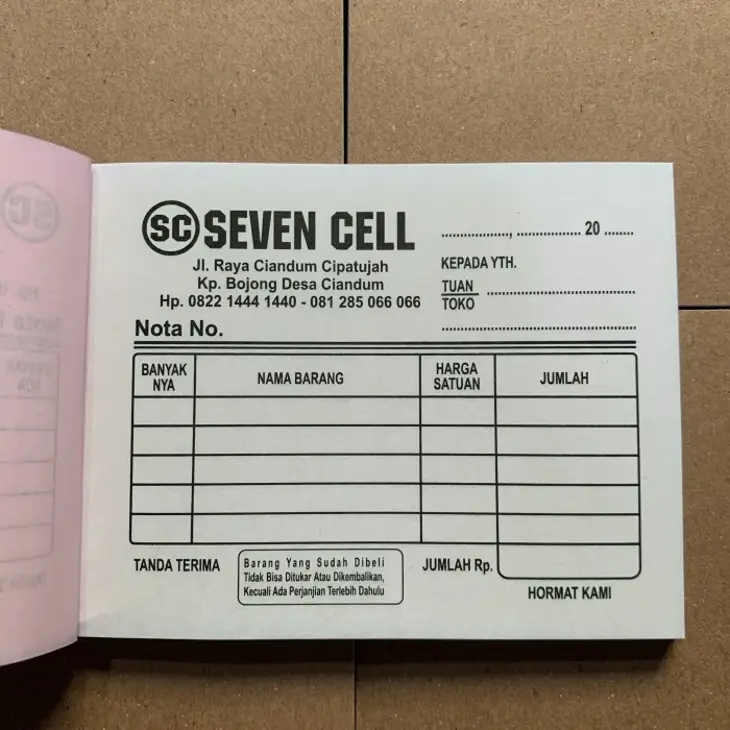 SC SEVEN CELL
Jl. Raya Ciandum Cipatujah
Kp. Bojong Desa Ciandum
Hp. 0822 1444 1440 - 081 285 066 066
Nota No.
...................., .................. 20 ........
KEPADA YTH.
TUAN
TOKO
BANYAK NYA
NAMA BARANG
HARGA SATUAN
JUMLAH
TANDA TERIMA
Barang Yang Sudah Dibeli
Tidak Bisa Ditukar Atau Dikembalikan,
Kecuali Ada Perjanjian Terlebih Dahulu
JUMLAH Rp.
HORMAT KAMI